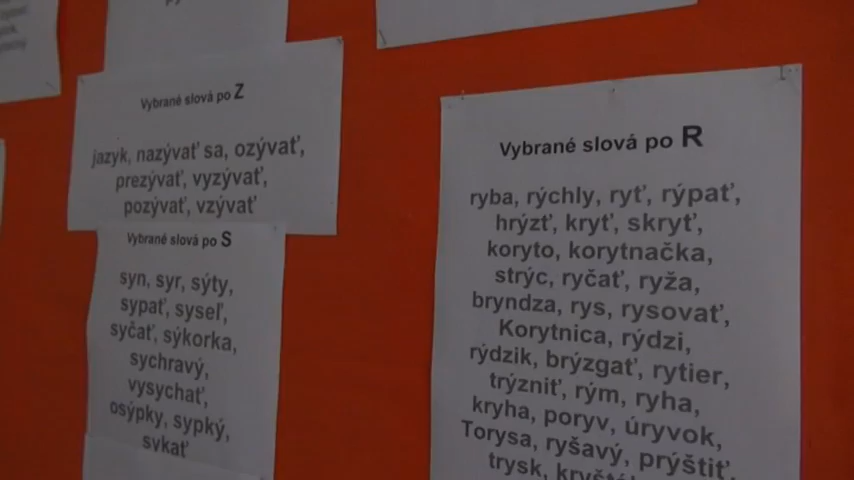 Vybrané slová po Z
jazyk, nazývať sa, ozývať,
prezývať, vyzývať,
pozývať, vzývať
Vybrané slová po S
syn, syr, sýty,
sypať, syseľ,
syčať, sýkorka,
sychravý,
vysychať,
osýpky, sypký,
sykať
Vybrané slová po R
ryba, rýchly, ryť, rýpať,
hrýzť, kryť, skryť,
koryto, korytnačka,
strýc, ryčať, ryža,
bryndza, rys, rysovať,
Korytnica, rýdzi,
rýdzik, brýzgať, rytier,
trýzniť, rým, ryha,
kryha, poryv, úryvok,
Torysa, ryšavý, prýštiť,
trysk,